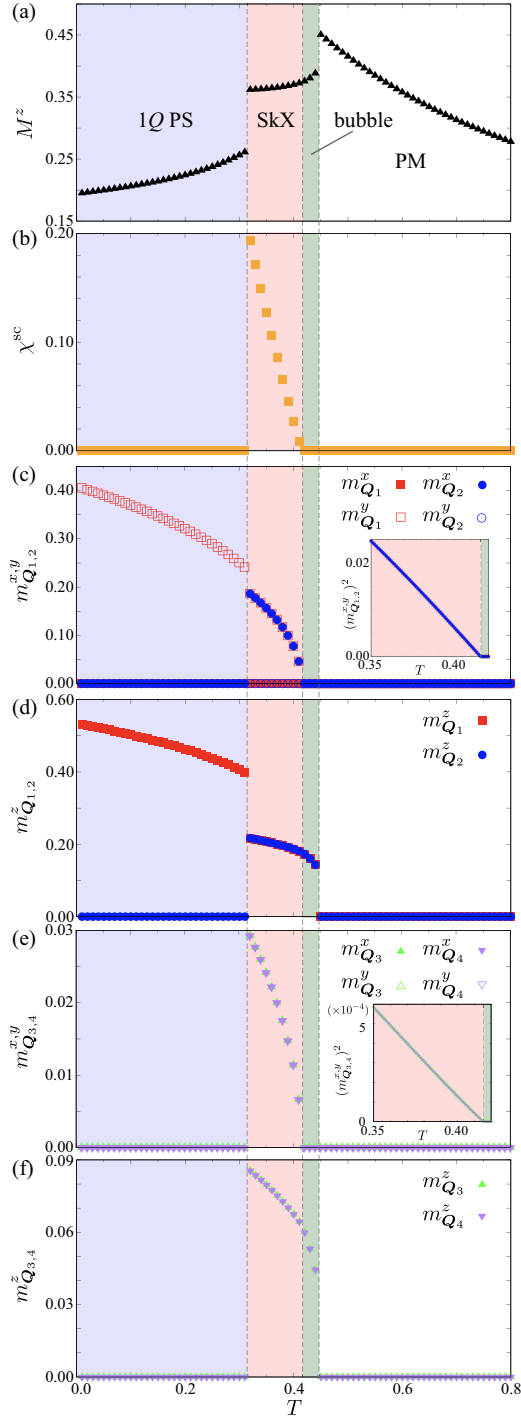 (a)
0.45
0.35
0.25
0.15
M^z
1Q PS
SkX
bubble
PM
(b)
0.20
0.10
0.00
χ^sc
(c)
0.40
0.30
0.20
0.10
0.00
m^{x,y}_{Q_{1,2}}
m^x_{Q_1} m^x_{Q_2}
m^y_{Q_1} m^y_{Q_2}
0.02
0.00
(m^{x,y}_{Q_{1,2}})^2
0.35 0.40
T
(d)
0.60
0.40
0.20
0.00
m^z_{Q_{1,2}}
m^z_{Q_1}
m^z_{Q_2}
(e)
0.03
0.02
0.01
0.00
m^{x,y}_{Q_{3,4}}
m^x_{Q_3} m^x_{Q_4}
m^y_{Q_3} m^y_{Q_4}
(×10^{-4})
5
0
(m^{x,y}_{Q_{3,4}})^2
0.35 0.40
T
(f)
0.09
0.06
0.03
0.00
m^z_{Q_{3,4}}
m^z_{Q_3}
m^z_{Q_4}
0.0 0.2 0.4 0.6 0.8
T